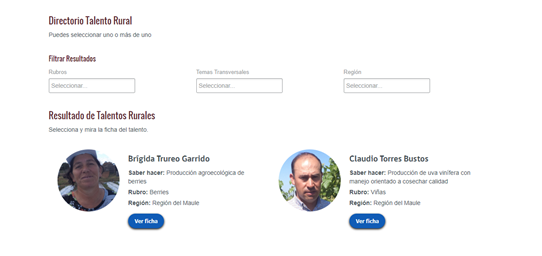 Directorio Talento Rural
Puedes seleccionar uno o más de uno
Filtrar Resultados
Rubros
Temas Transversales
Región
Seleccionar...
Seleccionar...
Seleccionar...
Resultado de Talentos Rurales
Selecciona y mira la ficha del talento.
Brigida Trureo Garrido
Saber hacer: Producción agroecológica de
berries
Rubro: Berries
Región: Región del Maule
Ver ficha
Claudio Torres Bustos
Saber hacer: Producción de uva vinífera con
manejo orientado a cosechar calidad
Rubro: Viñas
Región: Región del Maule
Ver ficha